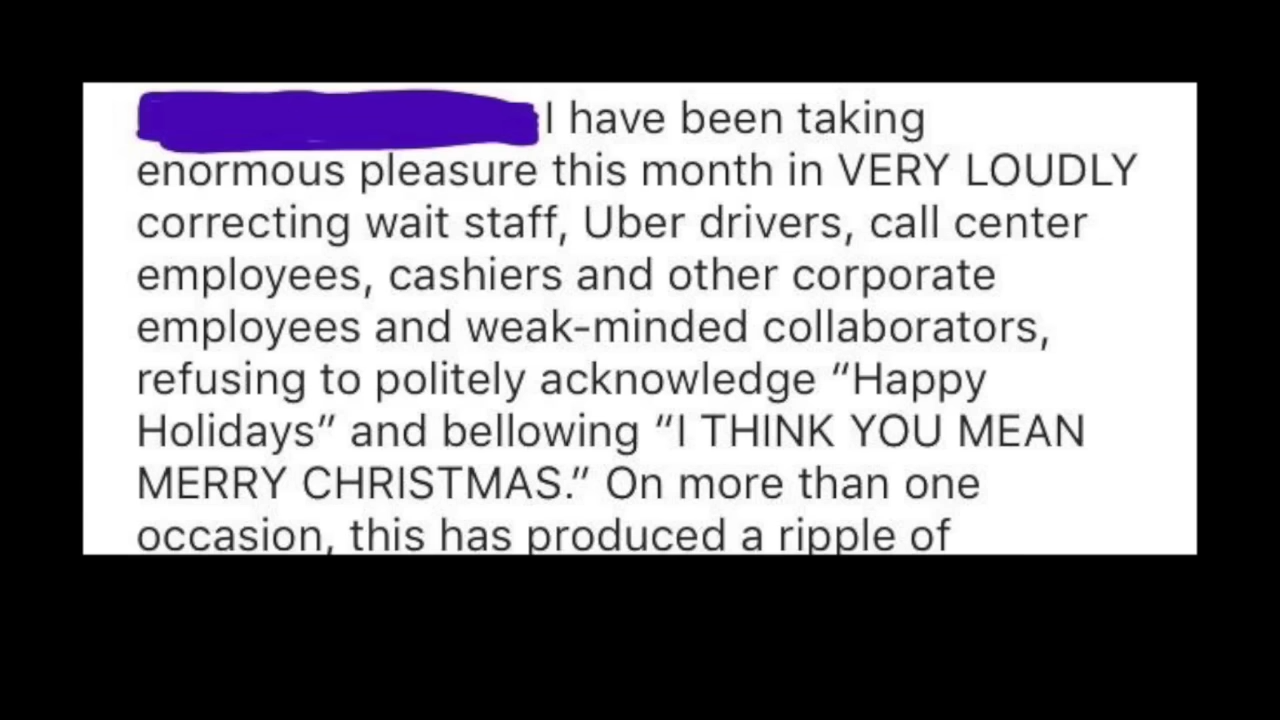 I have been taking
enormous pleasure this month in VERY LOUDLY
correcting wait staff, Uber drivers, call center
employees, cashiers and other corporate
employees and weak-minded collaborators,
refusing to politely acknowledge “Happy
Holidays” and bellowing “I THINK YOU MEAN
MERRY CHRISTMAS.” On more than one
occasion, this has produced a ripple of